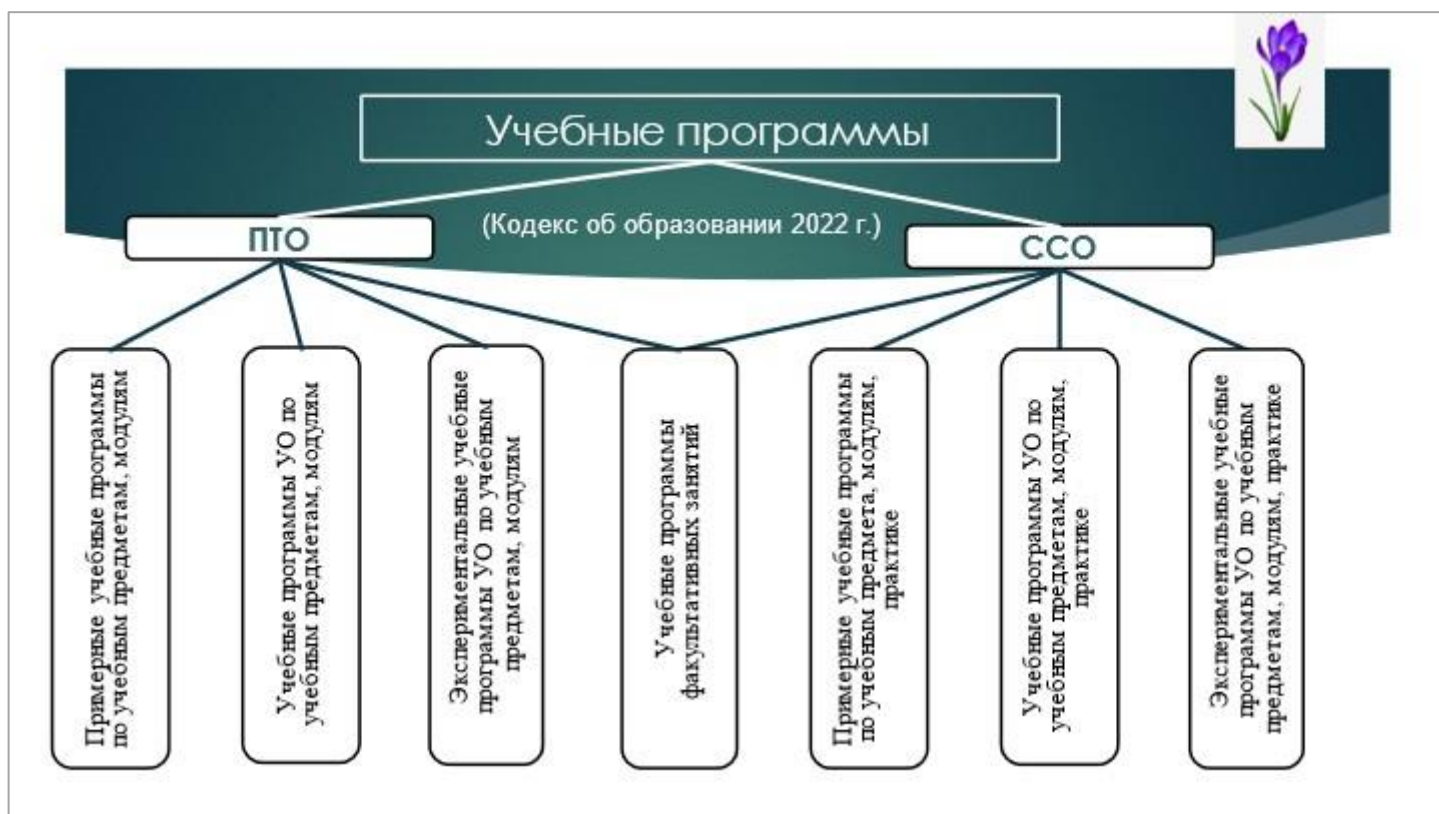 Учебные программы
(Кодекс об образовании 2022 г.)
ПТО
ССО
Примерные учебные программы
по учебным предметам, модулям
Учебные программы УО по
учебным предметам, модулям
Экспериментальные учебные
программы УО по учебным
предметам, модулям
Учебные программы
факультативных занятий
Примерные учебные программы
по учебным предмета, модулям,
практике
Учебные программы УО по
учебным предметам, модулям,
практике
Экспериментальные учебные
программы УО по учебным
предметам, модулям, практике